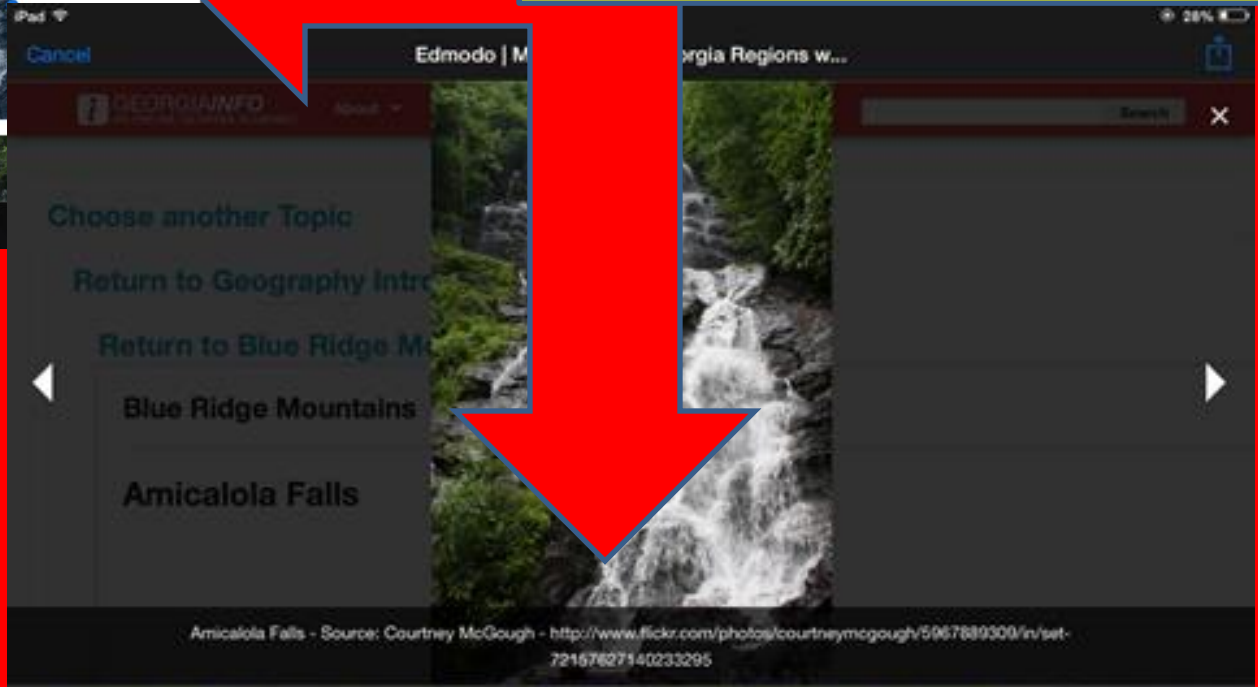 iPad
28%
Cancel
Edmodo | M
orgia Regions w...
GEORGIAINFO
About
Search
Choose another Topic
Return to Geography Intro
Return to Blue Ridge Mo
Blue Ridge Mountains
Amicalola Falls
Amicalola Falls - Source: Courtney McGough - http://www.flickr.com/photos/courtneymcgough/5967889309/in/set-
72157627140233295